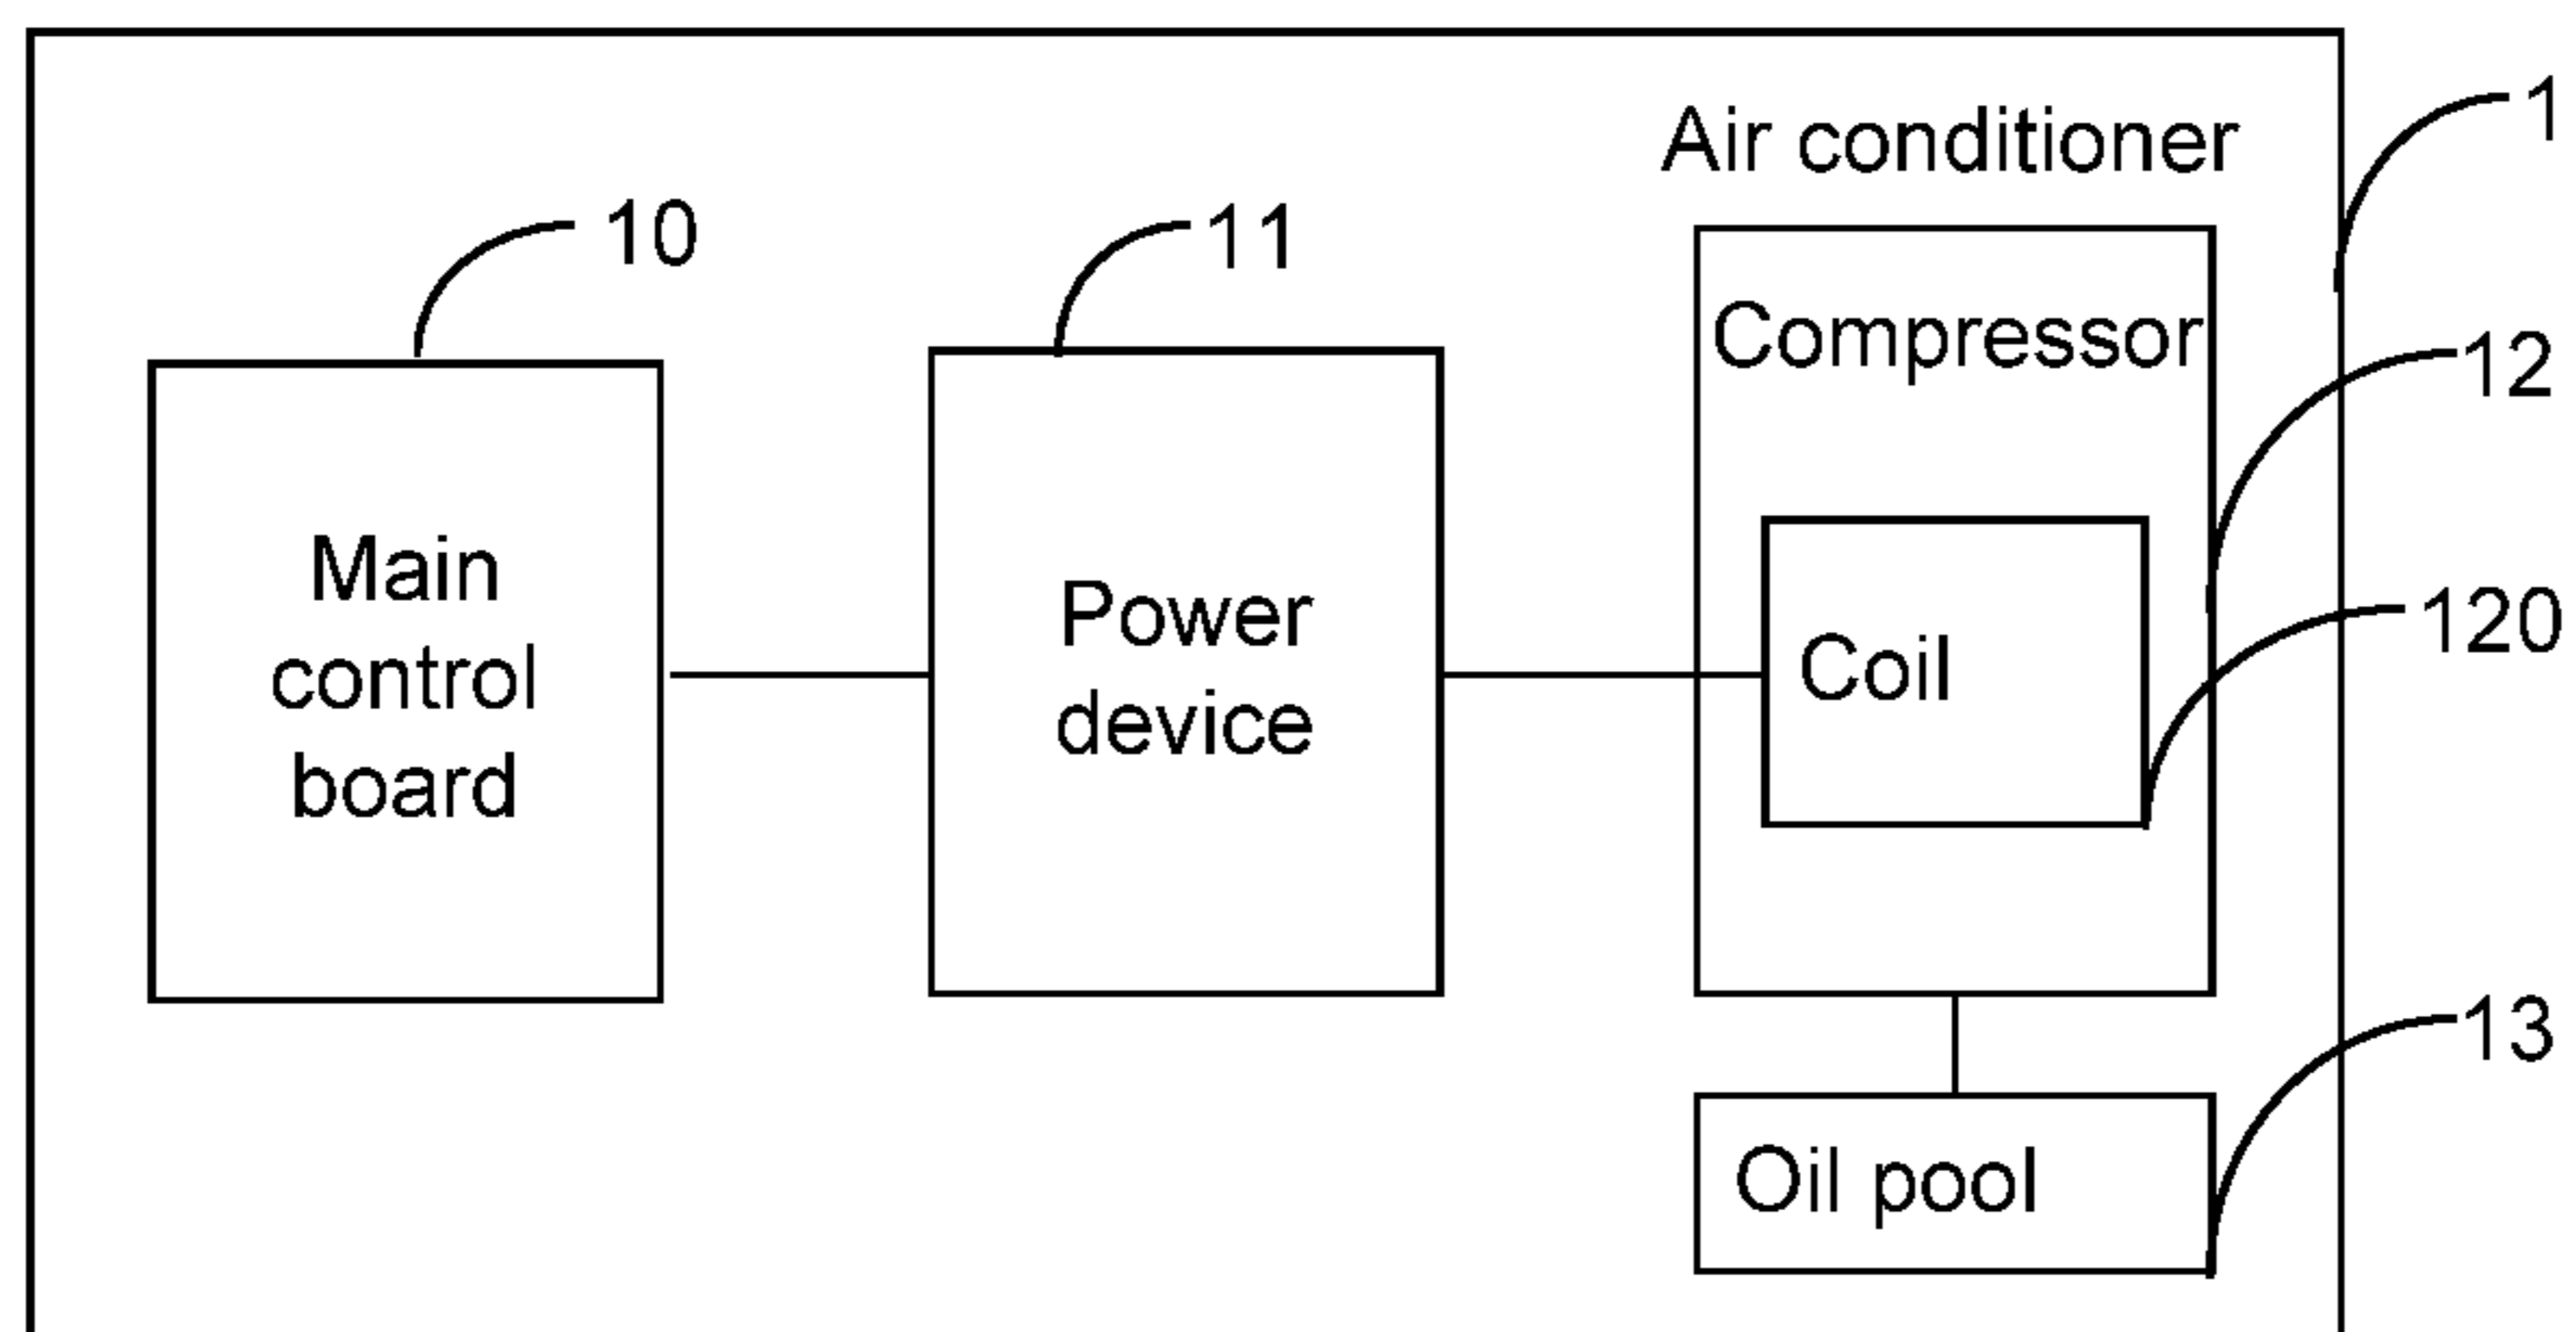 1
Air conditioner
10
11
Compressor
12
Main
control
board
Power
device
Coil
120
13
Oil pool